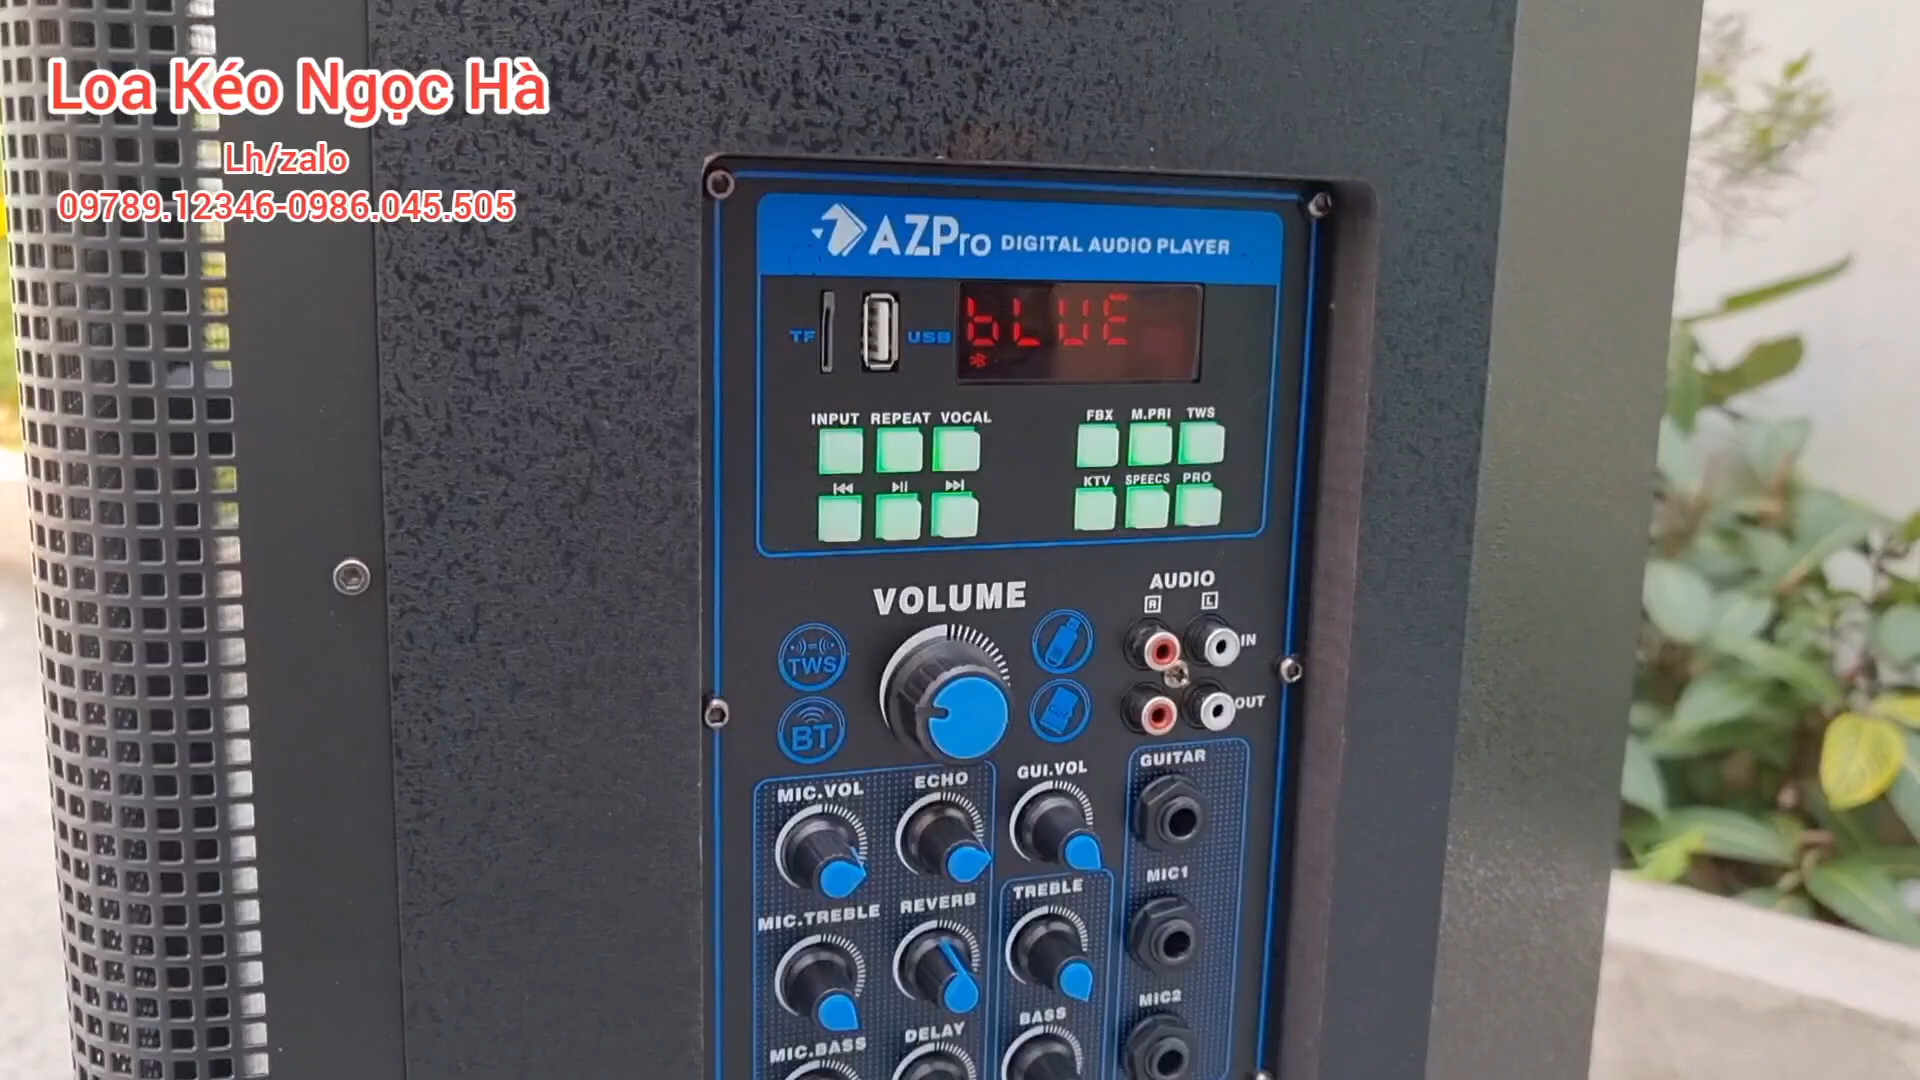 Loa Kéo Ngọc Hà
Lh/zalo
09789.12346-0986.045.505
AZPro DIGITAL AUDIO PLAYER
TF
USB
bLUE
INPUT REPEAT VOCAL
FBX M.PRI TWS
KTV SPEECS PRO
VOLUME
AUDIO
R L
IN
OUT
TWS
BT
GUITAR
MIC.VOL ECHO GUI.VOL
MIC1
MIC.TREBLE REVERB TREBLE
MIC2
MIC.BASS DELAY BASS